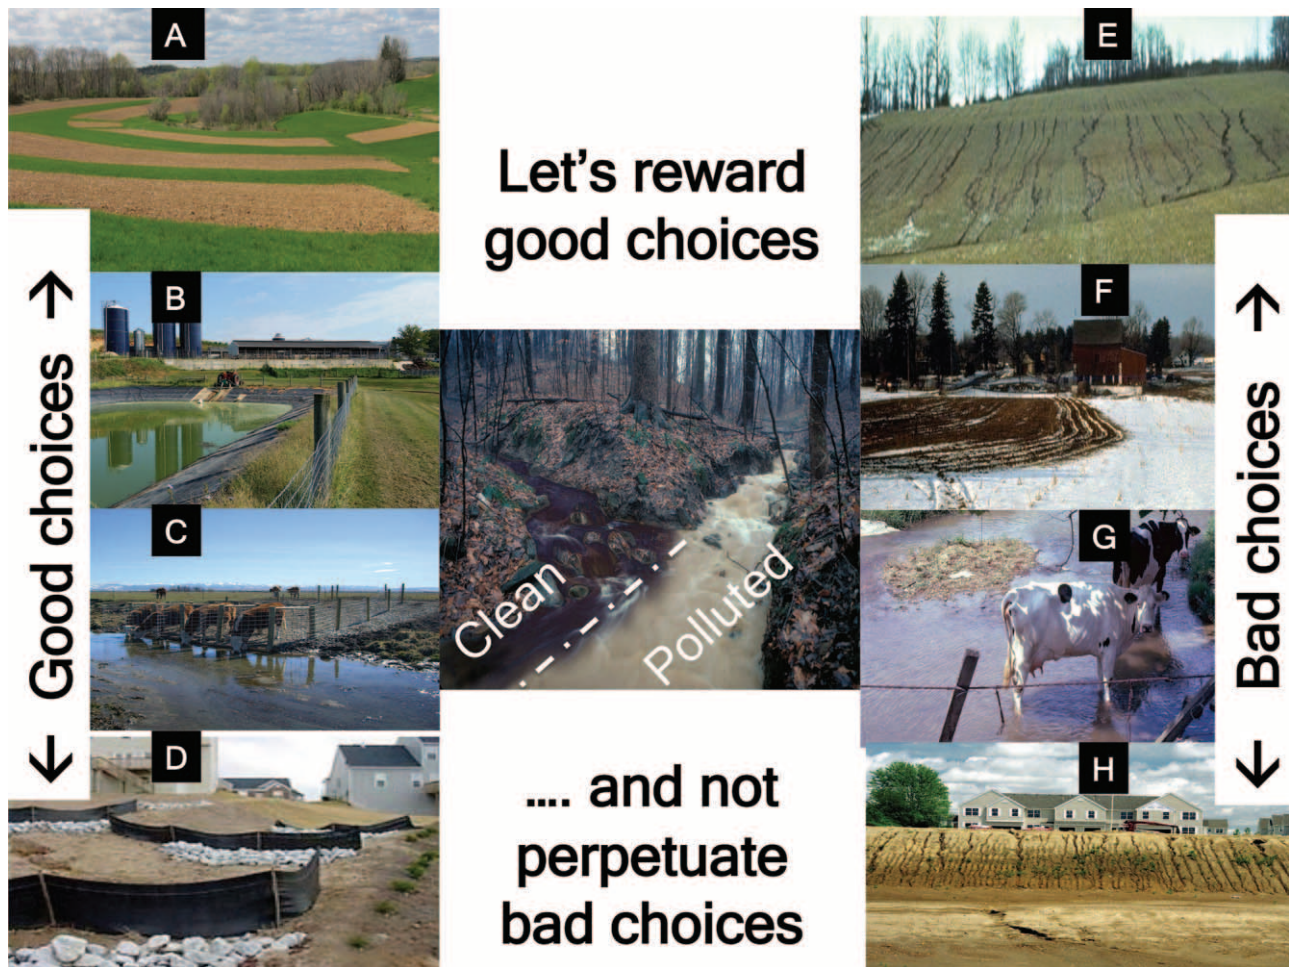 A
B
C
D
← Good choices →
Let's reward
good choices
Clean
Polluted
.... and not
perpetuate
bad choices
E
F
G
H
← Bad choices →